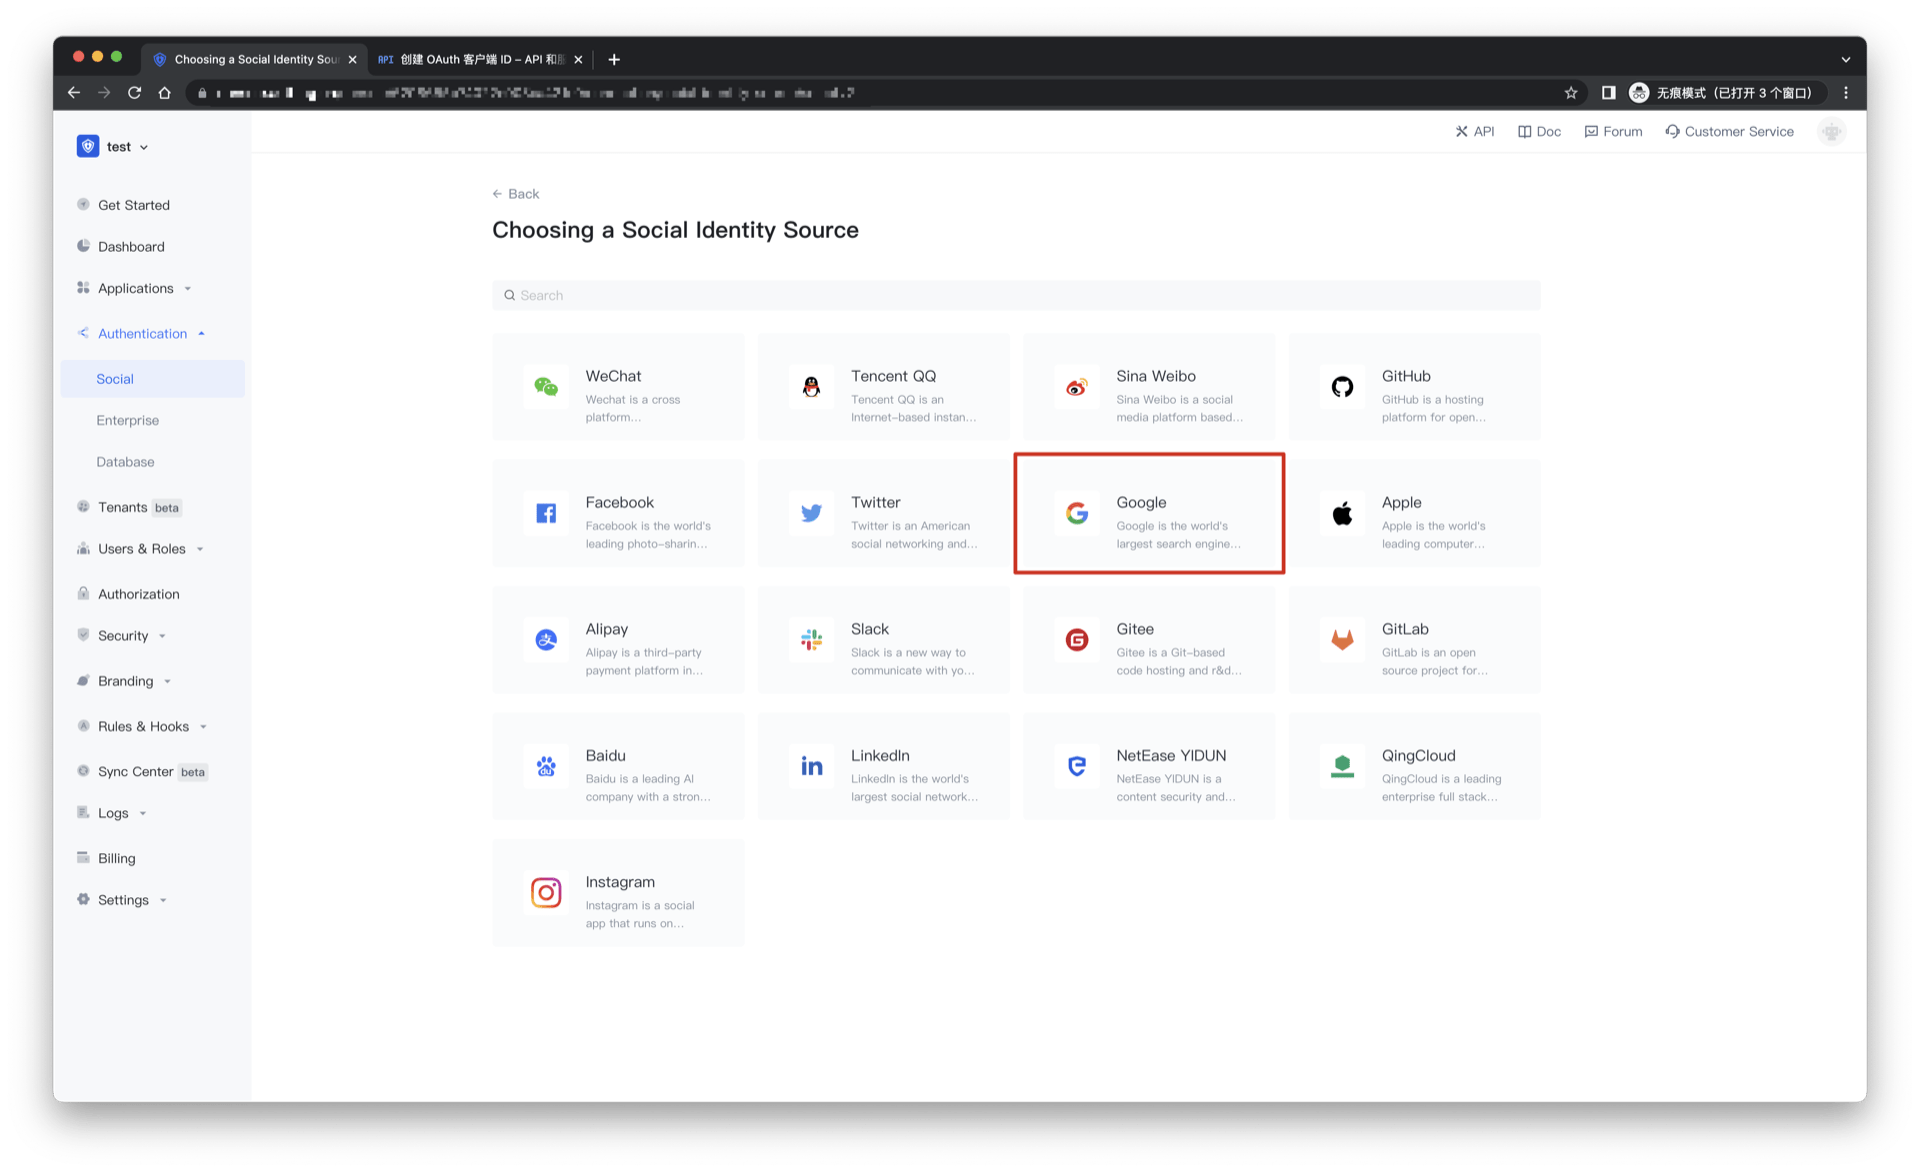 Choosing a Social Identity Sour
API 创建 OAuth 客户端 ID – API 和服
无痕模式（已打开 3 个窗口）
test
API
Doc
Forum
Customer Service
Get Started
Dashboard
Applications
Authentication
Social
Enterprise
Database
Tenants beta
Users & Roles
Authorization
Security
Branding
Rules & Hooks
Sync Center beta
Logs
Billing
Settings
Back
Choosing a Social Identity Source
Search
WeChat
Wechat is a cross
platform...
Tencent QQ
Tencent QQ is an
Internet-based instan...
Sina Weibo
Sina Weibo is a social
media platform based...
GitHub
GitHub is a hosting
platform for open...
Facebook
Facebook is the world's
leading photo-sharin...
Twitter
Twitter is an American
social networking and...
Google
Google is the world's
largest search engine...
Apple
Apple is the world's
leading computer...
Alipay
Alipay is a third-party
payment platform in...
Slack
Slack is a new way to
communicate with yo...
Gitee
Gitee is a Git-based
code hosting and r&d...
GitLab
GitLab is an open
source project for...
Baidu
Baidu is a leading AI
company with a stron...
LinkedIn
LinkedIn is the world's
largest social network...
NetEase YIDUN
NetEase YIDUN is a
content security and...
QingCloud
QingCloud is a leading
enterprise full stack...
Instagram
Instagram is a social
app that runs on...